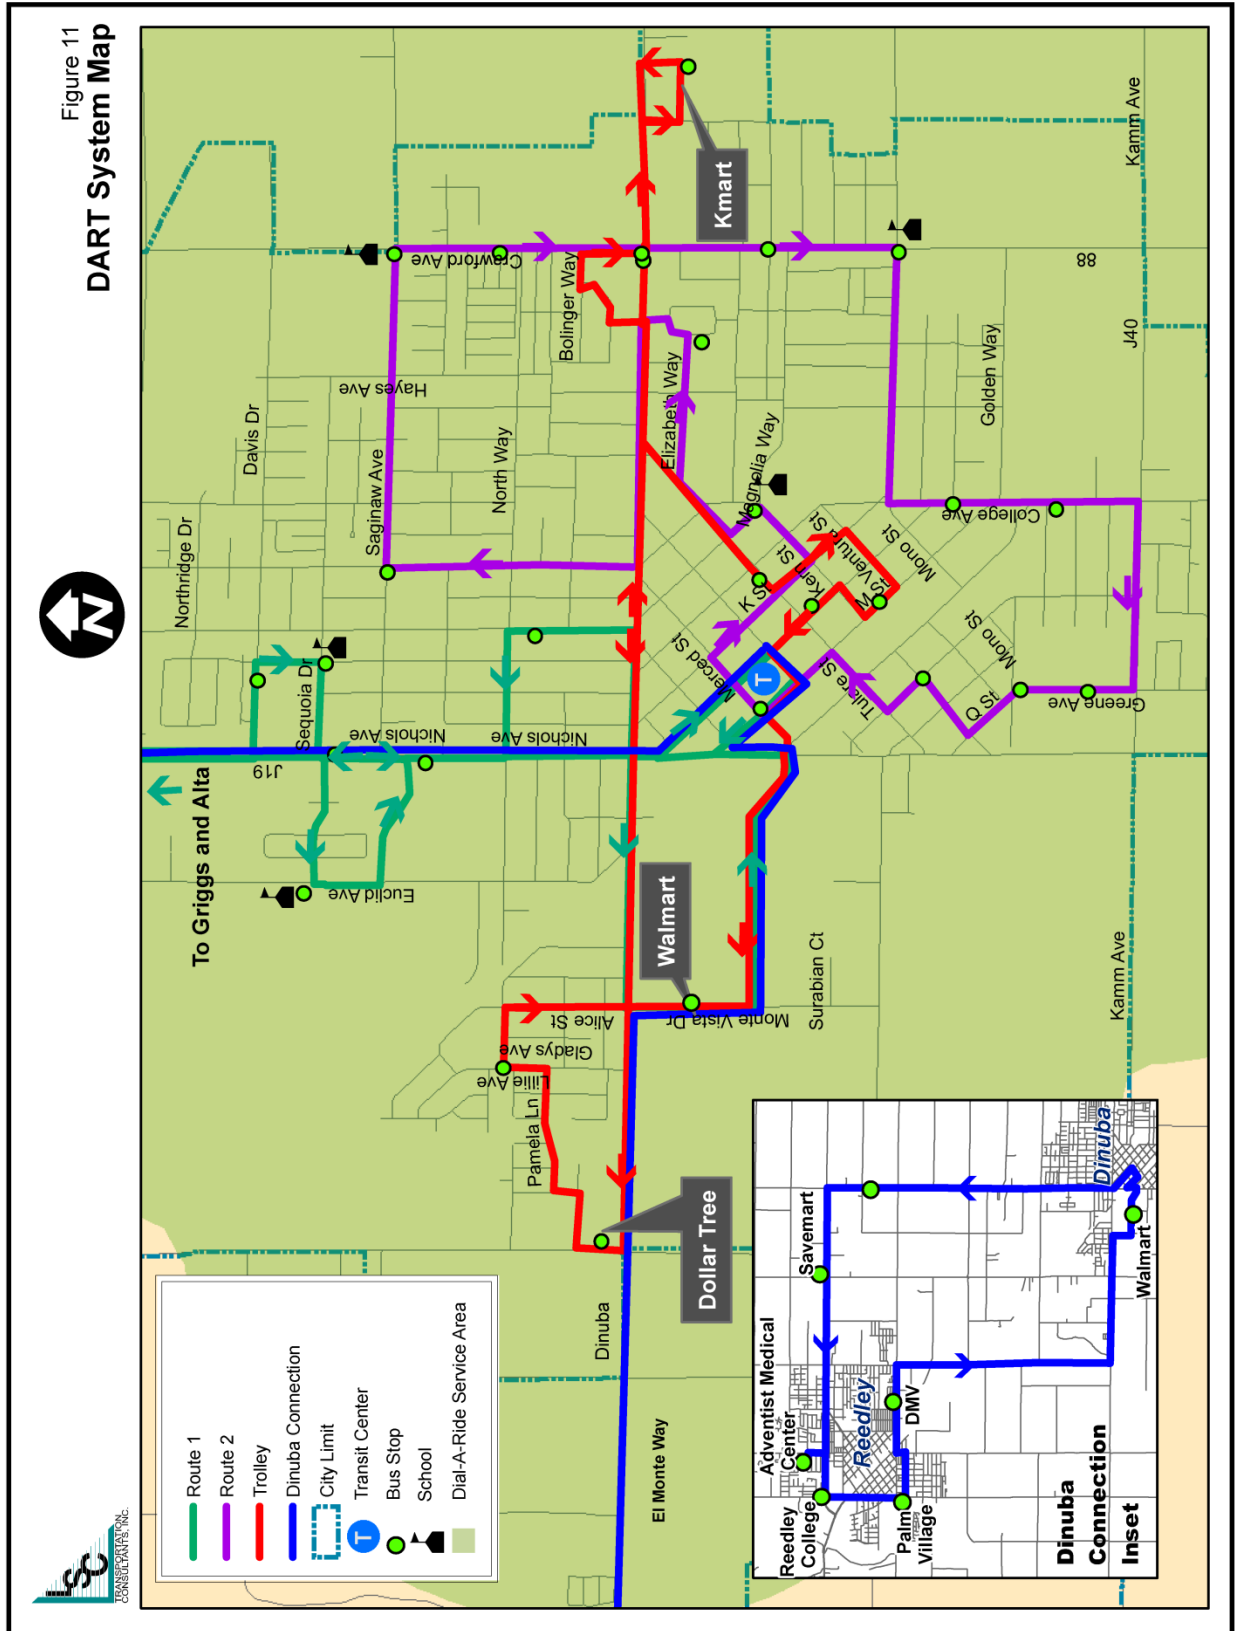 Figure 11
DART System Map
N
Northridge Dr
Davis Dr
Sequoia Dr
Saginaw Ave
Hayes Ave
Crawford Ave
North Way
Bolinger Way
Nichols Ave
Nichols Ave
J19
To Griggs and Alta
Euclid Ave
Elizabeth Way
Magnolia Way
Kmart
Merced St
K St
Kern St
Ventura St
M St
Mono St
Mono St
Tulare St
Q St
College Ave
Golden Way
Greene Ave
88
J40
Kamm Ave
Kamm Ave
T
Walmart
Alice St
Gladys Ave
Lillie Ave
Pamela Ln
Monte Vista Dr
Surabian Ct
Dollar Tree
Dinuba
El Monte Way
Route 1
Route 2
Trolley
Dinuba Connection
City Limit
T
Transit Center
Bus Stop
School
Dial-A-Ride Service Area
Adventist Medical
Center
Savemart
Reedley
College
Reedley
Dinuba
DMV
Palm
Village
Walmart
Dinuba
Connection
Inset
LSC
TRANSPORTATION
CONSULTANTS, INC.